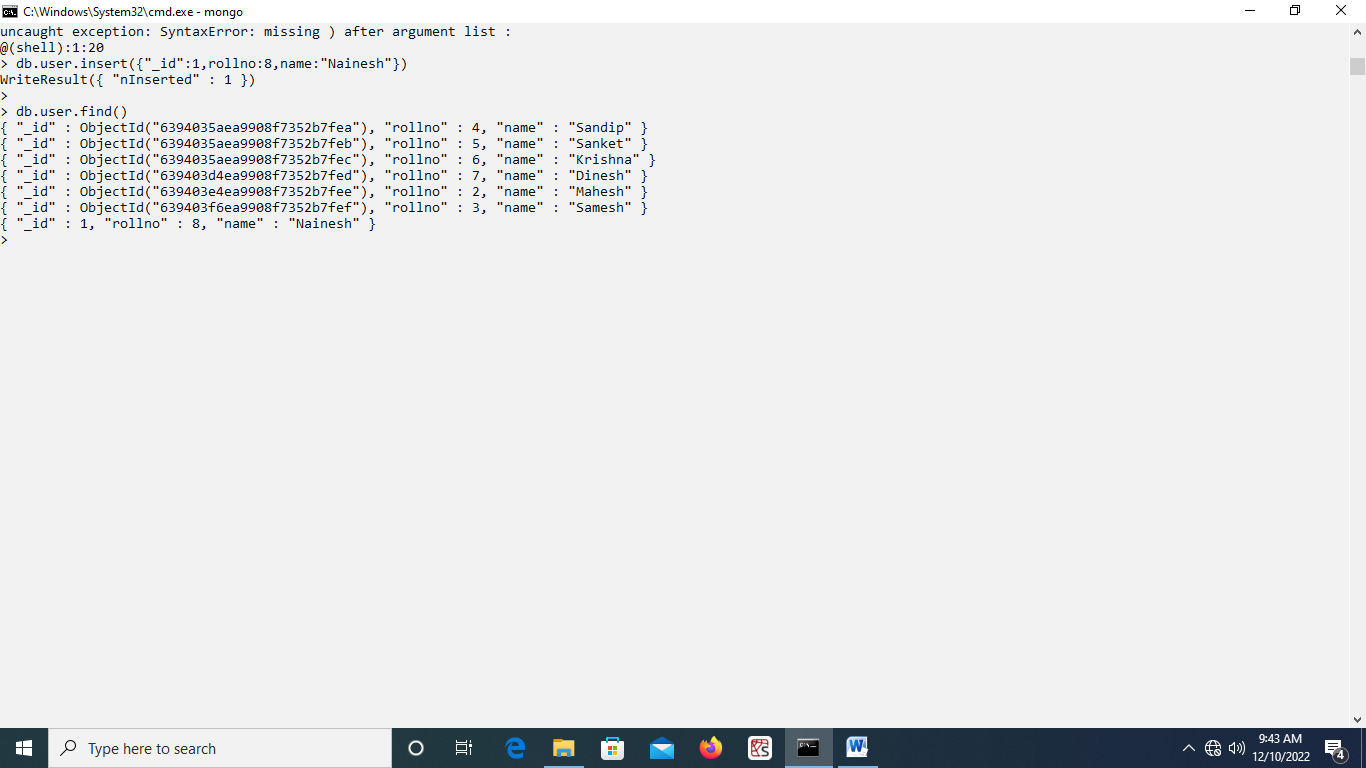 C:\Windows\System32\cmd.exe - mongo
uncaught exception: SyntaxError: missing ) after argument list :
@(shell):1:20
> db.user.insert({"_id":1,rollno:8,name:"Nainesh"})
WriteResult({ "nInserted" : 1 })
>
> db.user.find()
{ "_id" : ObjectId("6394035aea9908f7352b7fea"), "rollno" : 4, "name" : "Sandip" }
{ "_id" : ObjectId("6394035aea9908f7352b7feb"), "rollno" : 5, "name" : "Sanket" }
{ "_id" : ObjectId("6394035aea9908f7352b7fec"), "rollno" : 6, "name" : "Krishna" }
{ "_id" : ObjectId("639403d4ea9908f7352b7fed"), "rollno" : 7, "name" : "Dinesh" }
{ "_id" : ObjectId("639403e4ea9908f7352b7fee"), "rollno" : 2, "name" : "Mahesh" }
{ "_id" : ObjectId("639403f6ea9908f7352b7fef"), "rollno" : 3, "name" : "Samesh" }
{ "_id" : 1, "rollno" : 8, "name" : "Nainesh" }
>
Type here to search
9:43 AM
12/10/2022
4